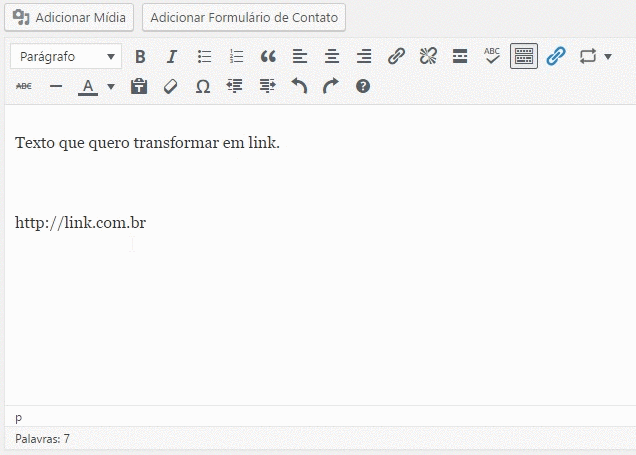 Adicionar Mídia Adicionar Formulário de Contato
Parágrafo B I ABC
ABC A Ω
Texto que quero transformar em link.
http://link.com.br
p
Palavras: 7